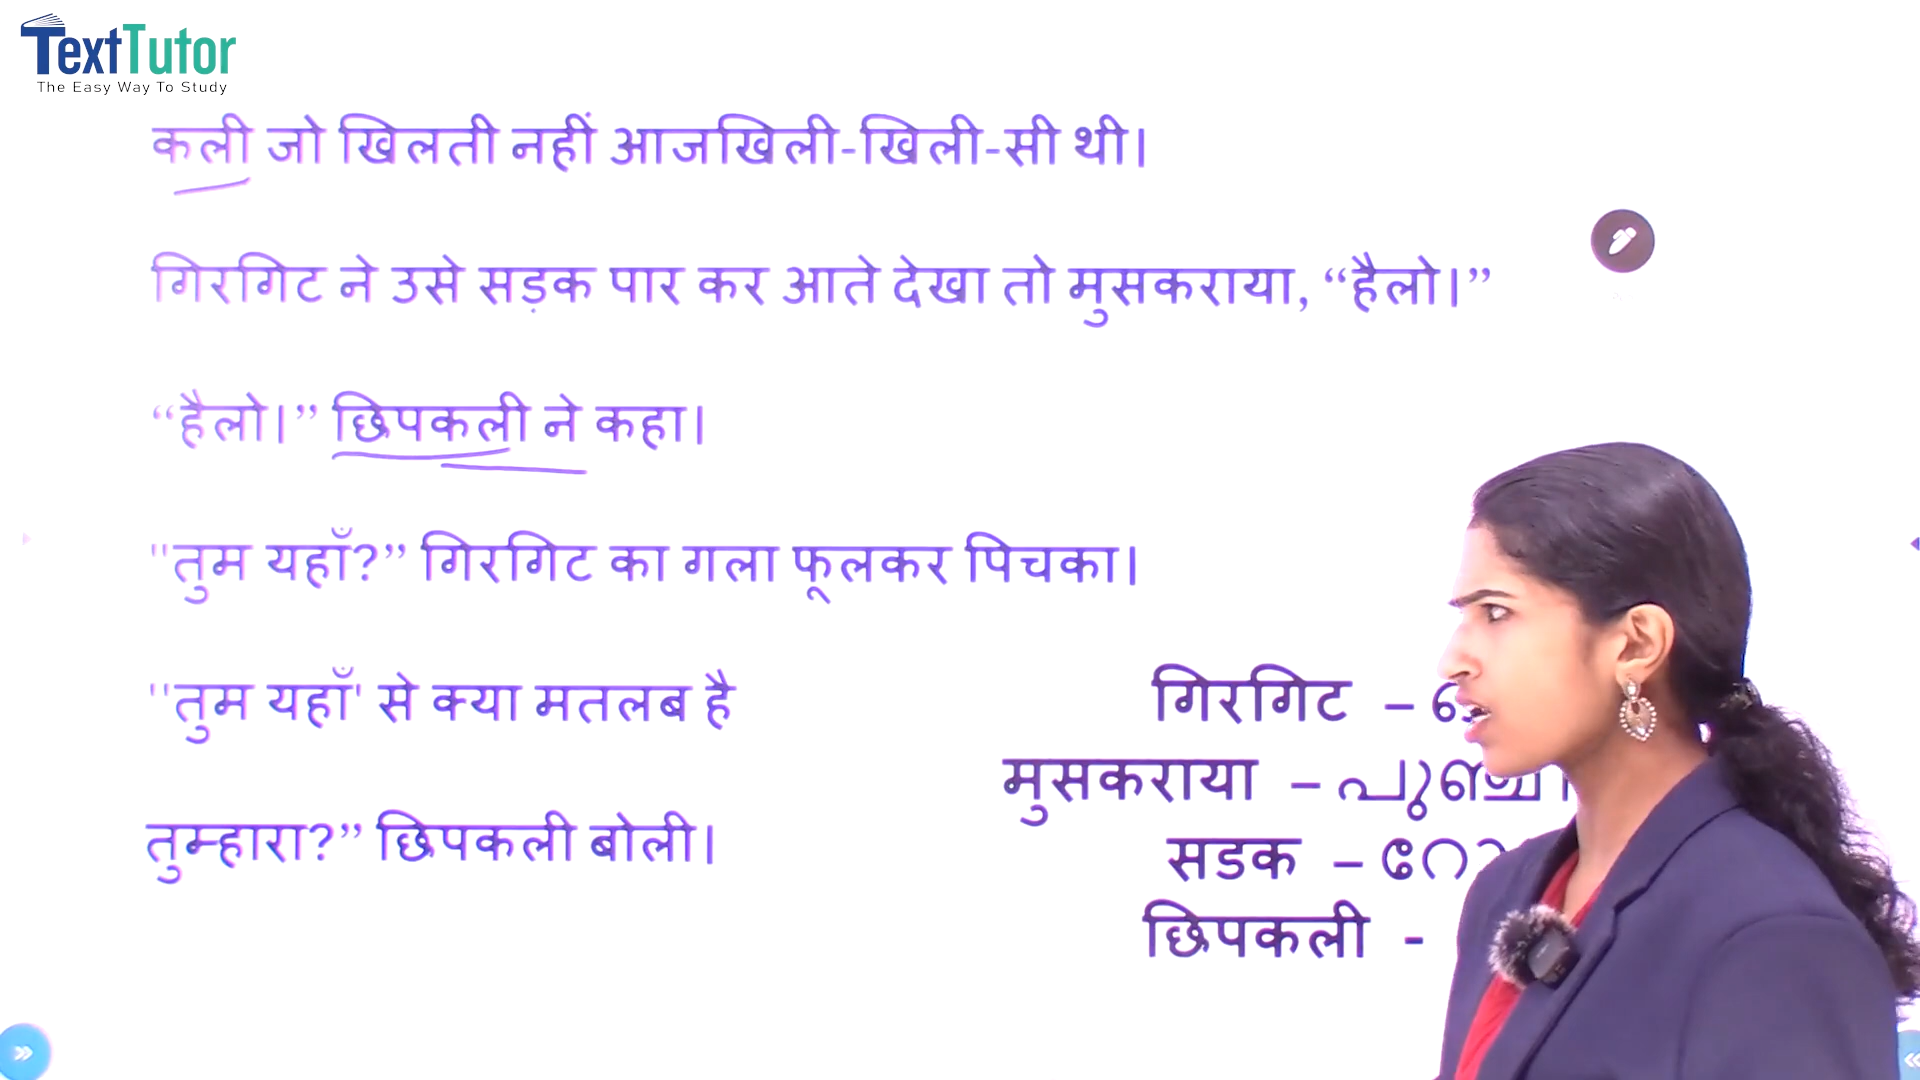 TextTutor
The Easy Way To Study
कली जो खिलती नहीं आजखिली-खिली-सी थी।
गिरगिट ने उसे सड़क पार कर आते देखा तो मुसकराया, “हैलो।”
“हैलो।” छिपकली ने कहा।
"तुम यहाँ?” गिरगिट का गला फूलकर पिचका।
''तुम यहाँ' से क्या मतलब है
तुम्हारा?” छिपकली बोली।
गिरगिट –
मुसकराया –
सडक –
छिपकली -